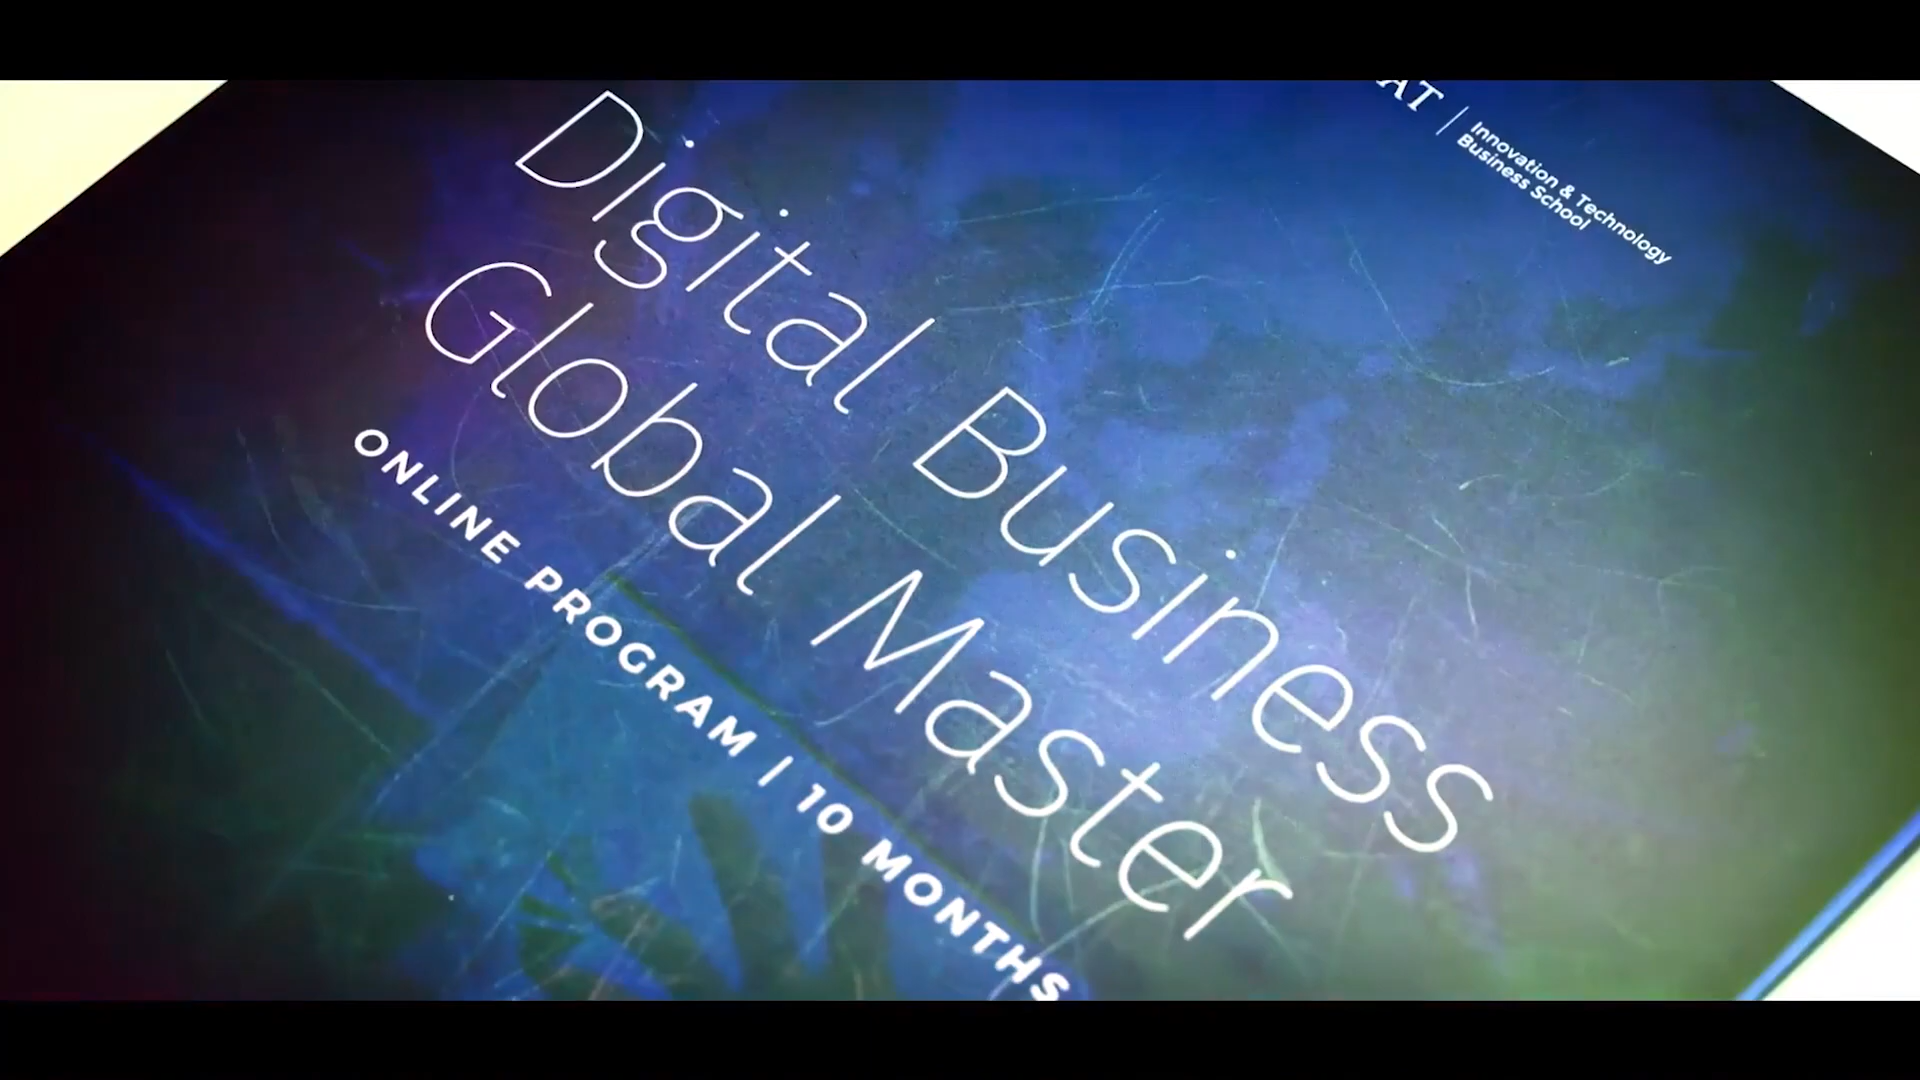 Innovation & Technology
Business School
Digital Business
Global Master
ONLINE PROGRAM | 10 MONTHS